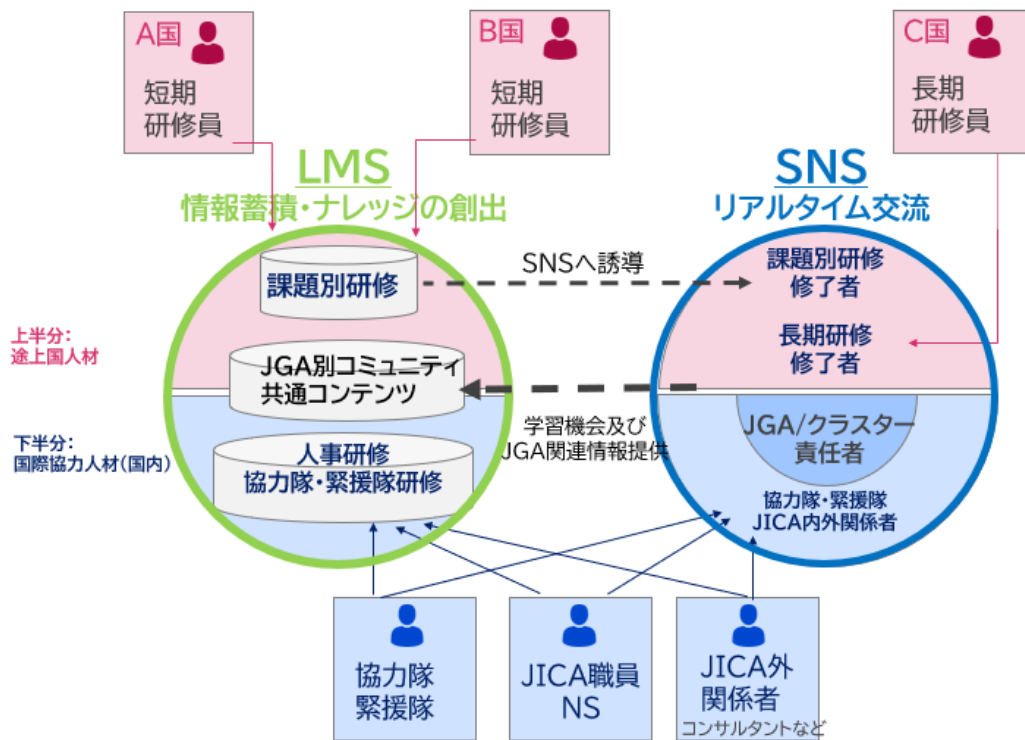 A国
短期
研修員
B国
短期
研修員
C国
長期
研修員
LMS
情報蓄積・ナレッジの創出
SNS
リアルタイム交流
課題別研修
SNSへ誘導
課題別研修
修了者
長期研修
修了者
上半分：
途上国人材
JGA別コミュニティ
共通コンテンツ
学習機会及び
JGA関連情報提供
JGA/クラスター
責任者
下半分：
国際協力人材(国内)
人事研修
協力隊・緊援隊研修
協力隊・緊援隊
JICA内外関係者
協力隊
緊援隊
JICA職員
NS
JICA外
関係者
コンサルタントなど